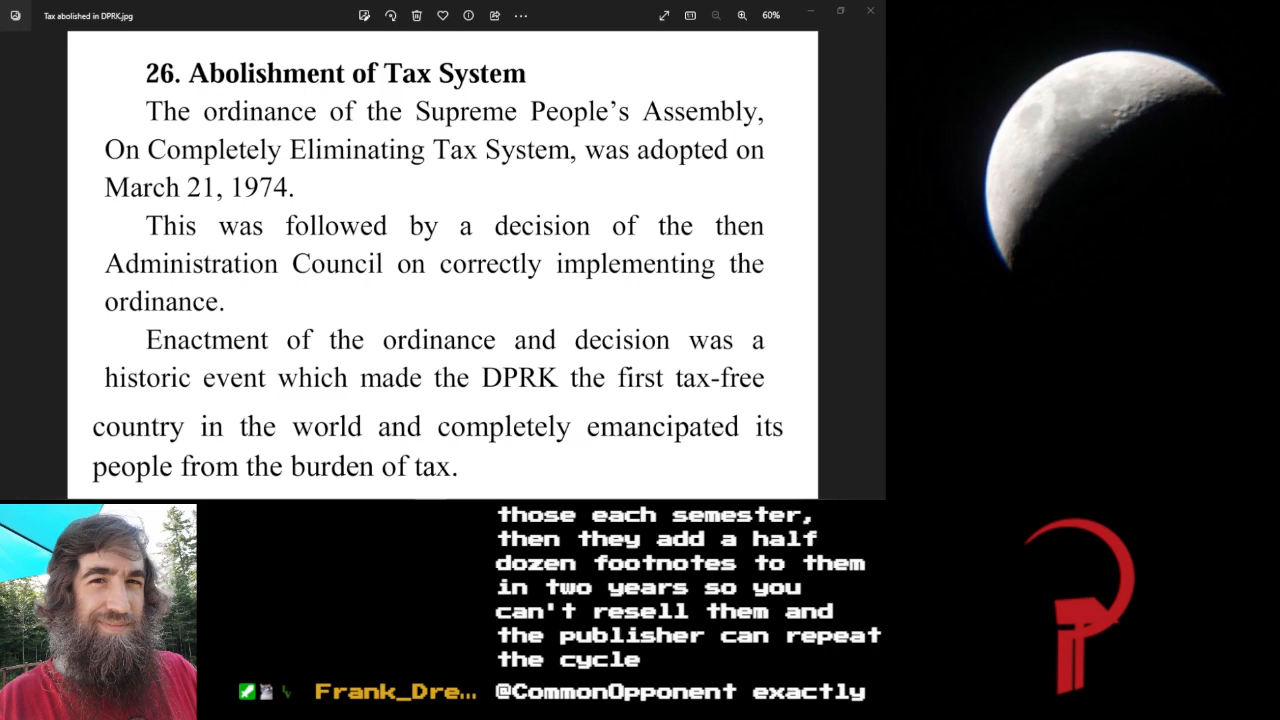 Tax abolished in DPRK.jpg
60%
26. Abolishment of Tax System
The ordinance of the Supreme People's Assembly,
On Completely Eliminating Tax System, was adopted on
March 21, 1974.
This was followed by a decision of the then
Administration Council on correctly implementing the
ordinance.
Enactment of the ordinance and decision was a
historic event which made the DPRK the first tax-free
country in the world and completely emancipated its
people from the burden of tax.
those each semester,
then they add a half
dozen footnotes to them
in two years so you
can't resell them and
the publisher can repeat
the cycle
Frank_Dre... @CommonOpponent exactly